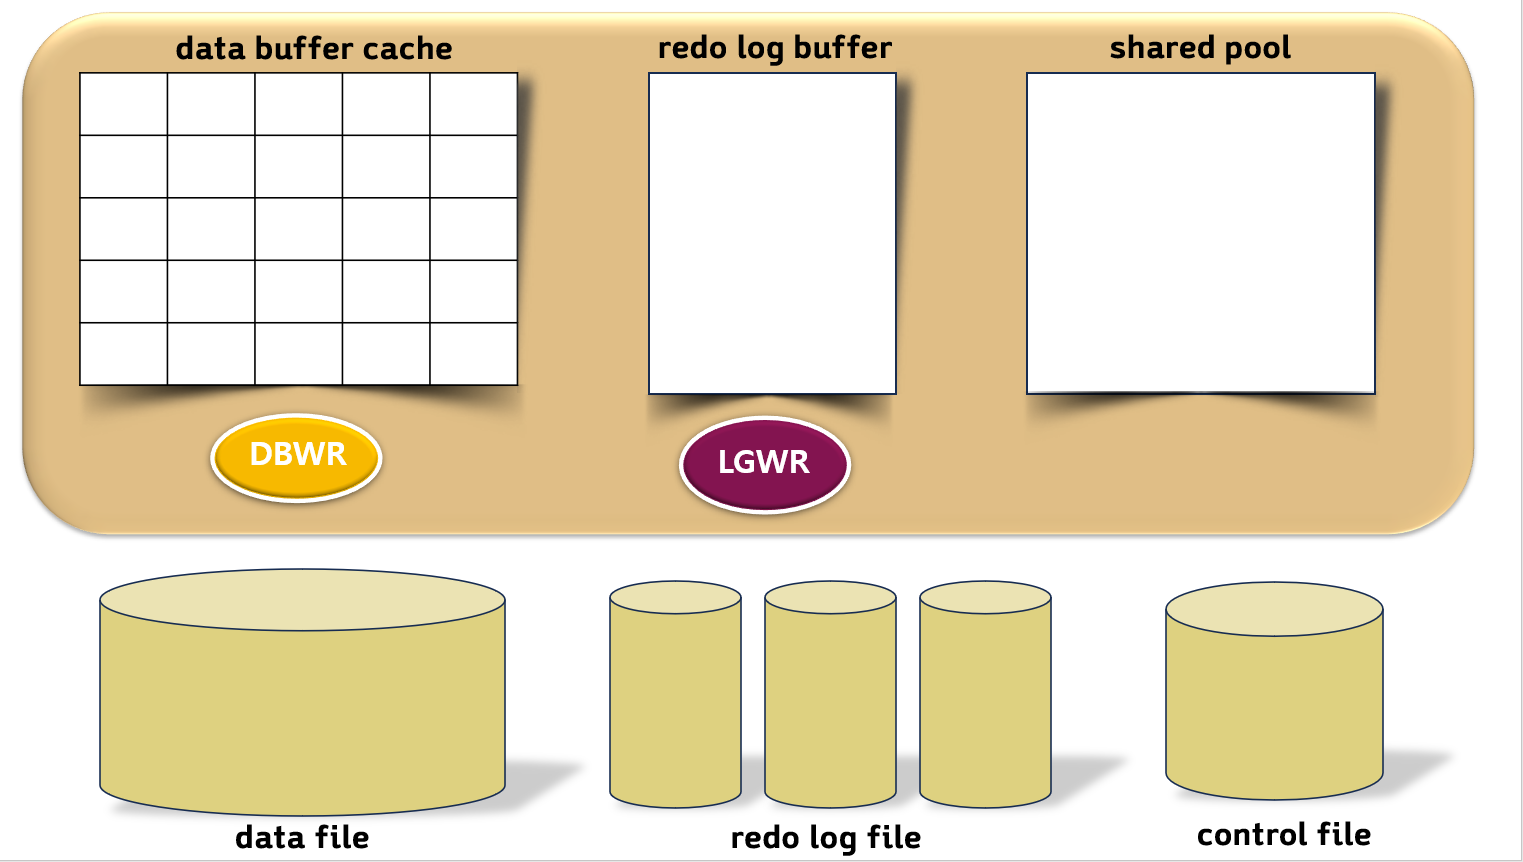 data buffer cache
redo log buffer
shared pool
DBWR
LGWR
data file
redo log file
control file